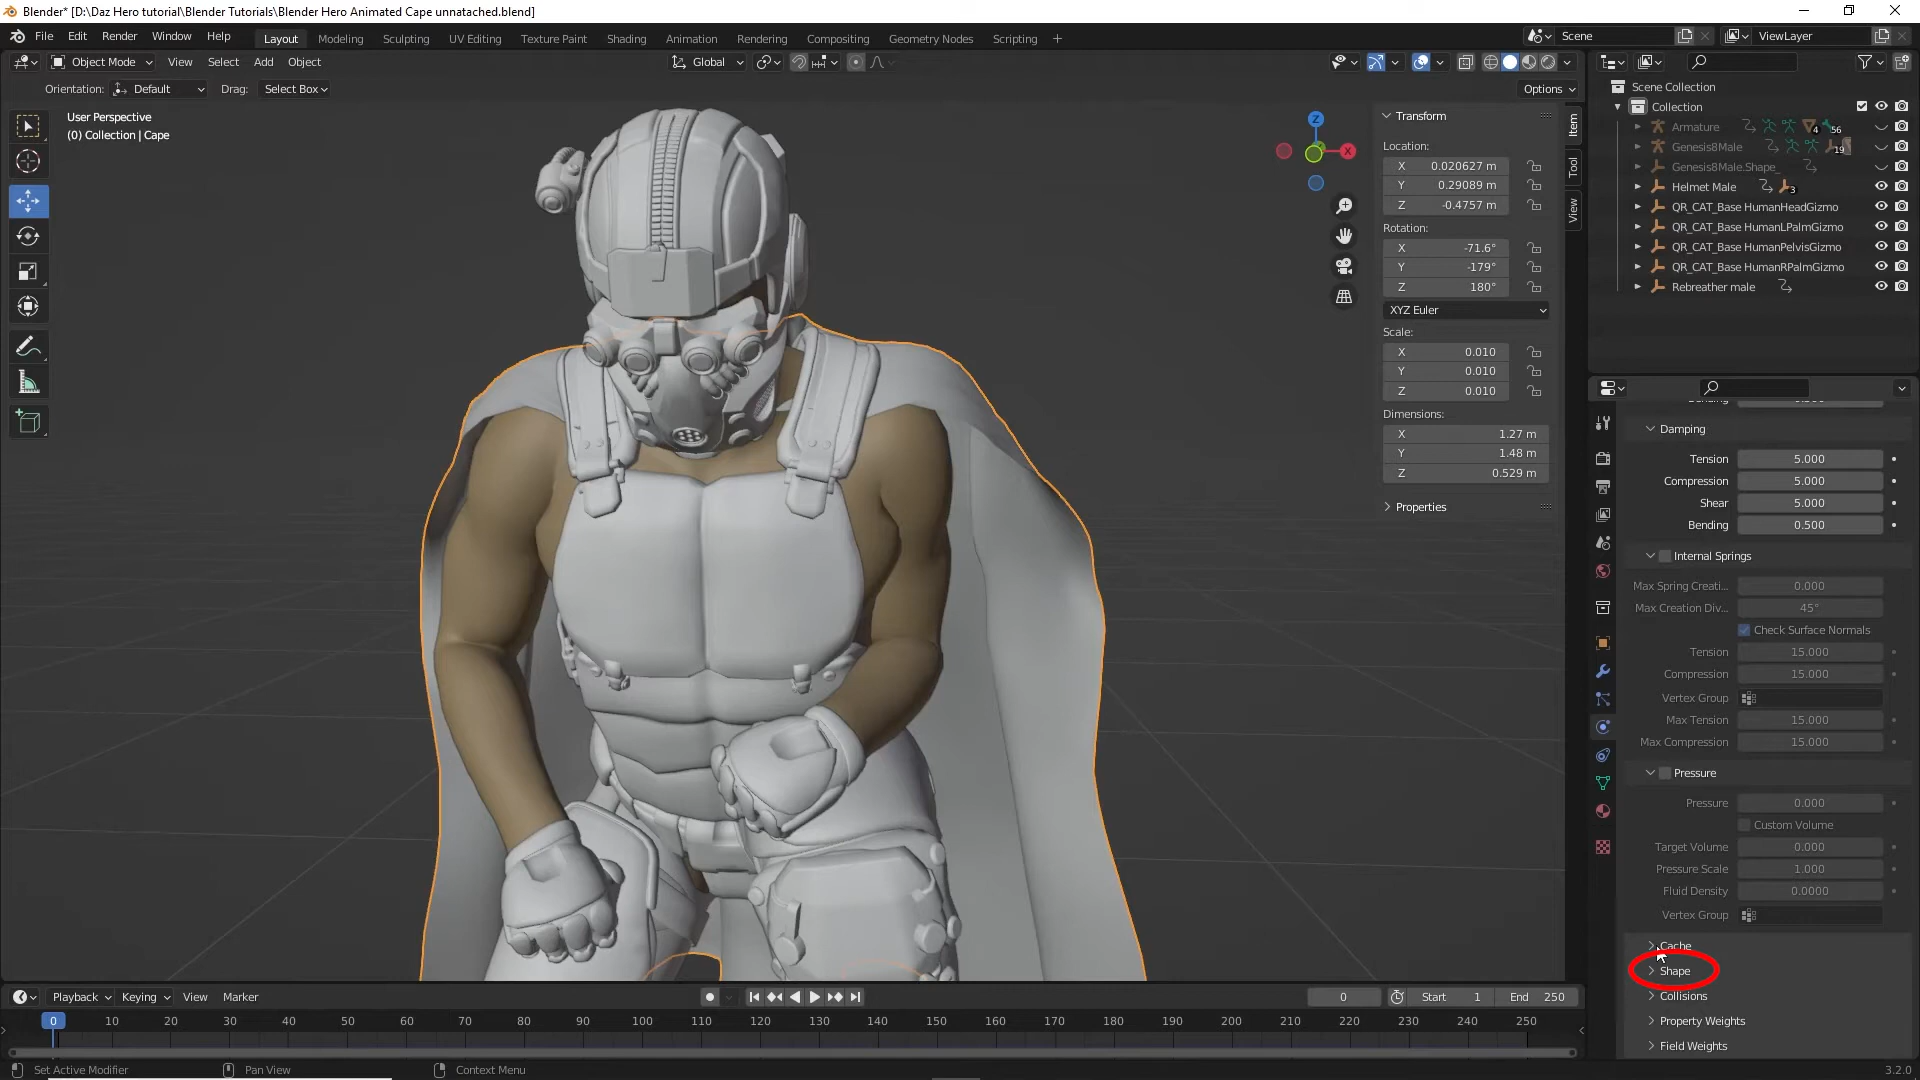 Blender* [D:\Daz Hero tutorial\Blender Tutorials\Blender Hero Animated Cape unnatached.blend]
File Edit Render Window Help Layout Modeling Sculpting UV Editing Texture Paint Shading Animation Rendering Compositing Geometry Nodes Scripting + Scene ViewLayer
Object Mode View Select Add Object Global
Orientation: Default Drag: Select Box Options
User Perspective
(0) Collection | Cape
Z
X
Transform
Location:
X 0.020627 m
Y 0.29089 m
Z -0.4757 m
Rotation:
X -71.6°
Y -179°
Z 180°
XYZ Euler
Scale:
X 0.010
Y 0.010
Z 0.010
Dimensions:
X 1.27 m
Y 1.48 m
Z 0.529 m
Properties
Item
Tool
View
Scene Collection
Collection
Armature 4 56
Genesis8Male 19
Genesis8Male.Shape_
Helmet Male 3
QR_CAT_Base HumanHeadGizmo
QR_CAT_Base HumanLPalmGizmo
QR_CAT_Base HumanPelvisGizmo
QR_CAT_Base HumanRPalmGizmo
Rebreather male
Damping
Tension 5.000
Compression 5.000
Shear 5.000
Bending 0.500
Internal Springs
Max Spring Creati... 0.000
Max Creation Div... 45°
Check Surface Normals
Tension 15.000
Compression 15.000
Vertex Group
Max Tension 15.000
Max Compression 15.000
Pressure
Pressure 0.000
Custom Volume
Target Volume 0.000
Pressure Scale 1.000
Fluid Density 0.0000
Vertex Group
Cache
Shape
Collisions
Property Weights
Field Weights
Playback Keying View Marker 0 Start 1 End 250
0 10 20 30 40 50 60 70 80 90 100 110 120 130 140 150 160 170 180 190 200 210 220 230 240 250
Set Active Modifier Pan View Context Menu 3.2.0